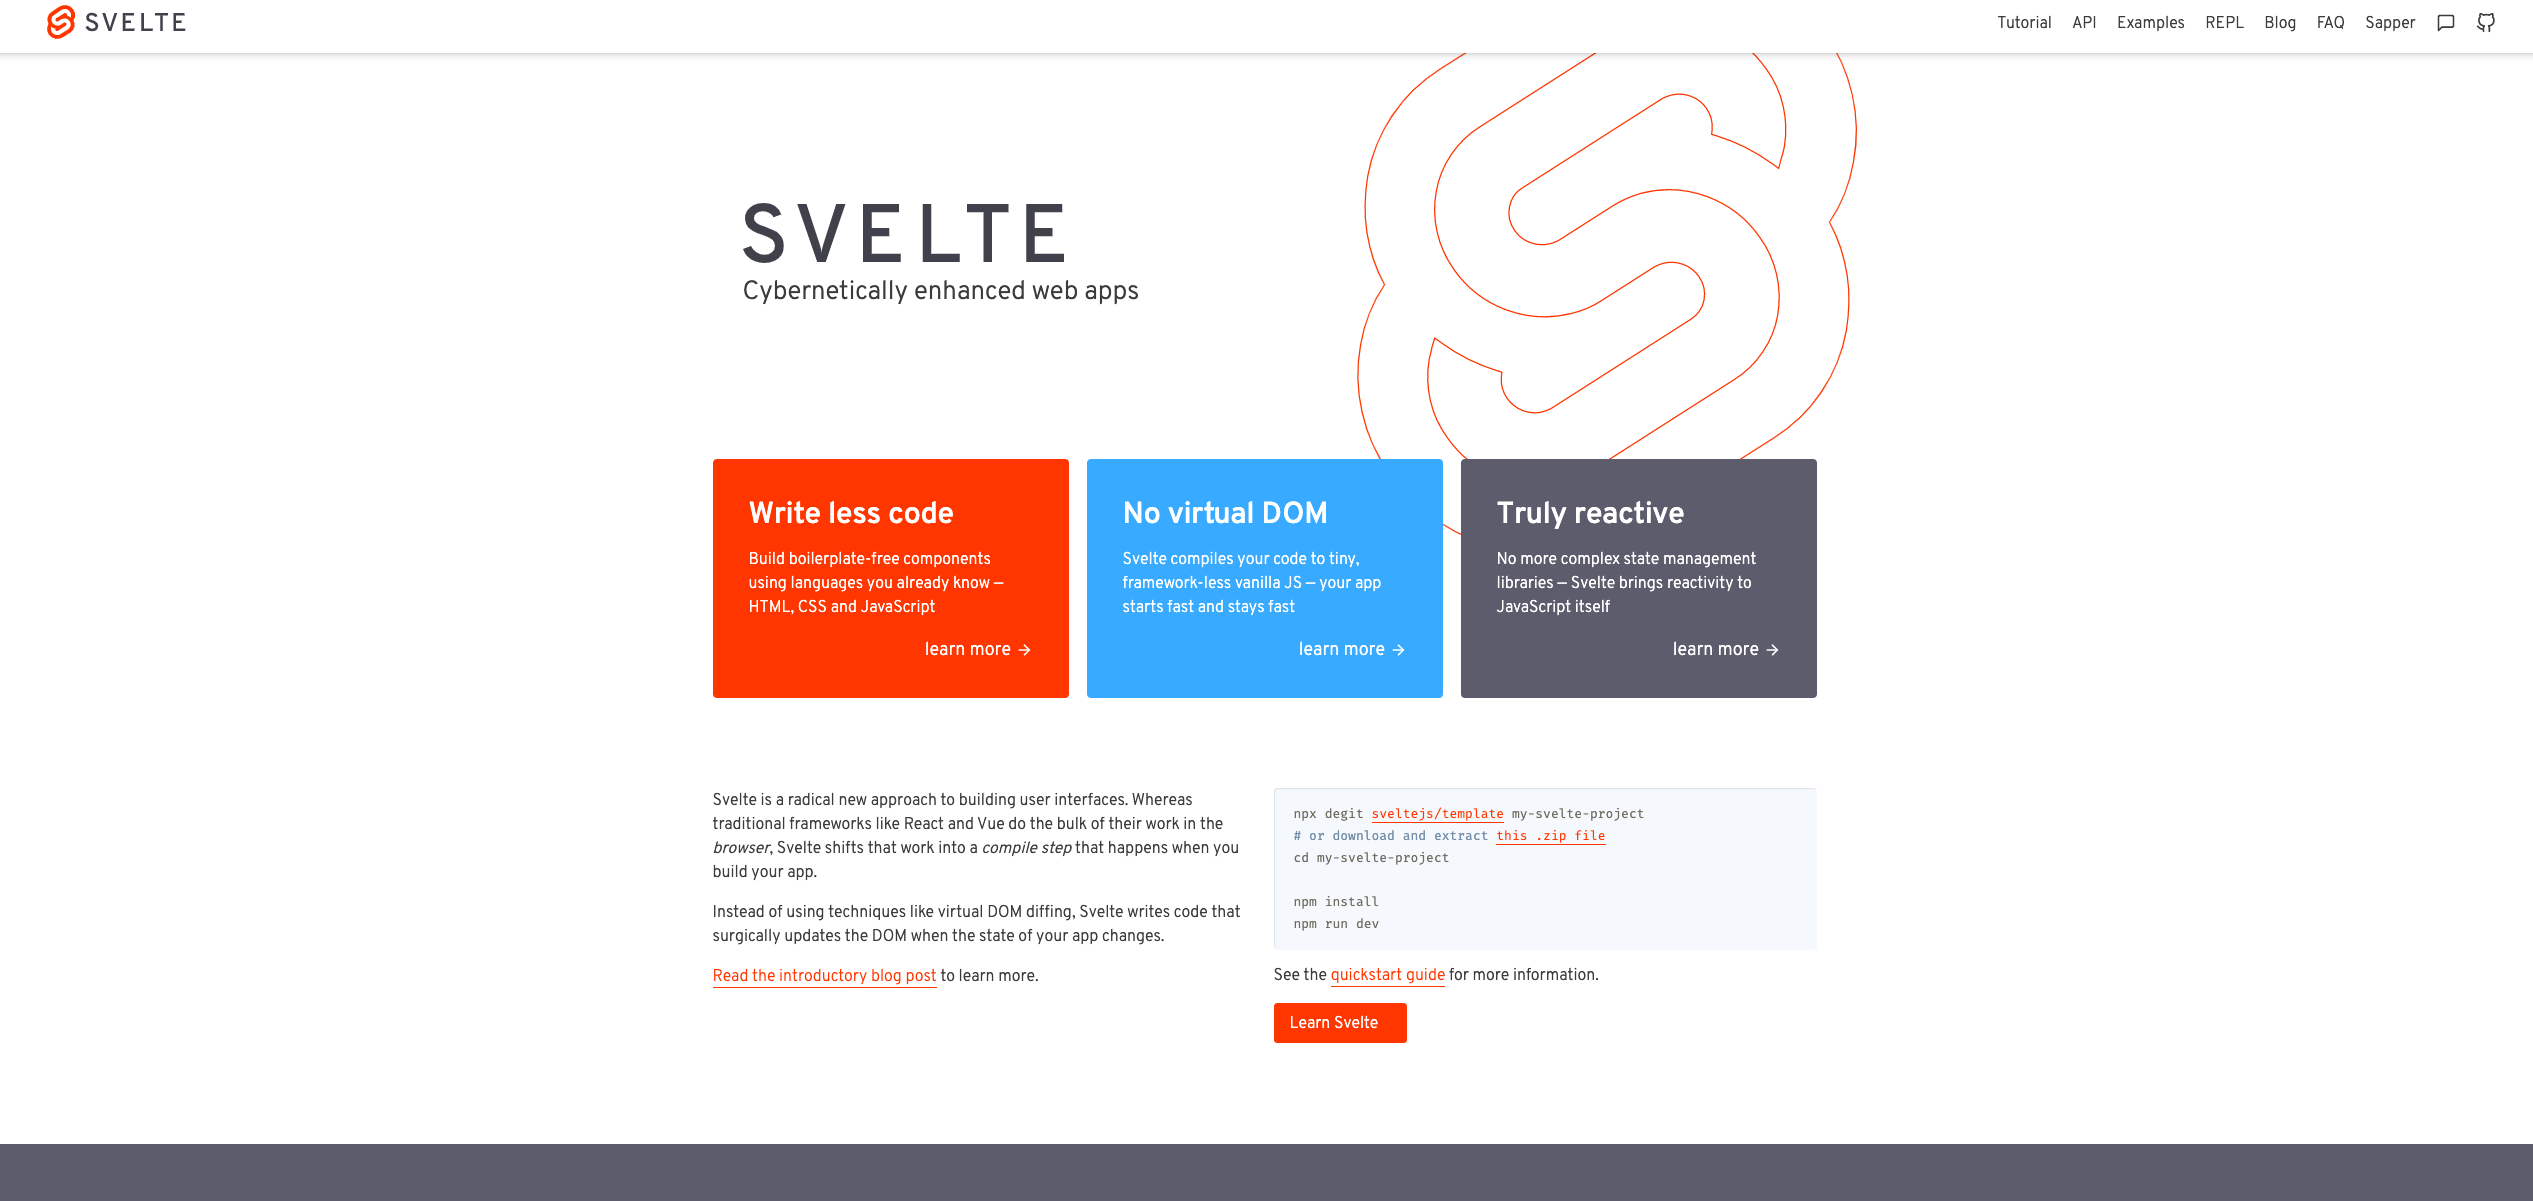 SVELTE
Tutorial API Examples REPL Blog FAQ Sapper
SVELTE
Cybernetically enhanced web apps
Write less code
Build boilerplate-free components
using languages you already know —
HTML, CSS and JavaScript
learn more →
No virtual DOM
Svelte compiles your code to tiny,
framework-less vanilla JS — your app
starts fast and stays fast
learn more →
Truly reactive
No more complex state management
libraries — Svelte brings reactivity to
JavaScript itself
learn more →
Svelte is a radical new approach to building user interfaces. Whereas
traditional frameworks like React and Vue do the bulk of their work in the
browser, Svelte shifts that work into a compile step that happens when you
build your app.
Instead of using techniques like virtual DOM diffing, Svelte writes code that
surgically updates the DOM when the state of your app changes.
Read the introductory blog post to learn more.
npx degit sveltejs/template my-svelte-project
# or download and extract this .zip file
cd my-svelte-project
npm install
npm run dev
See the quickstart guide for more information.
Learn Svelte